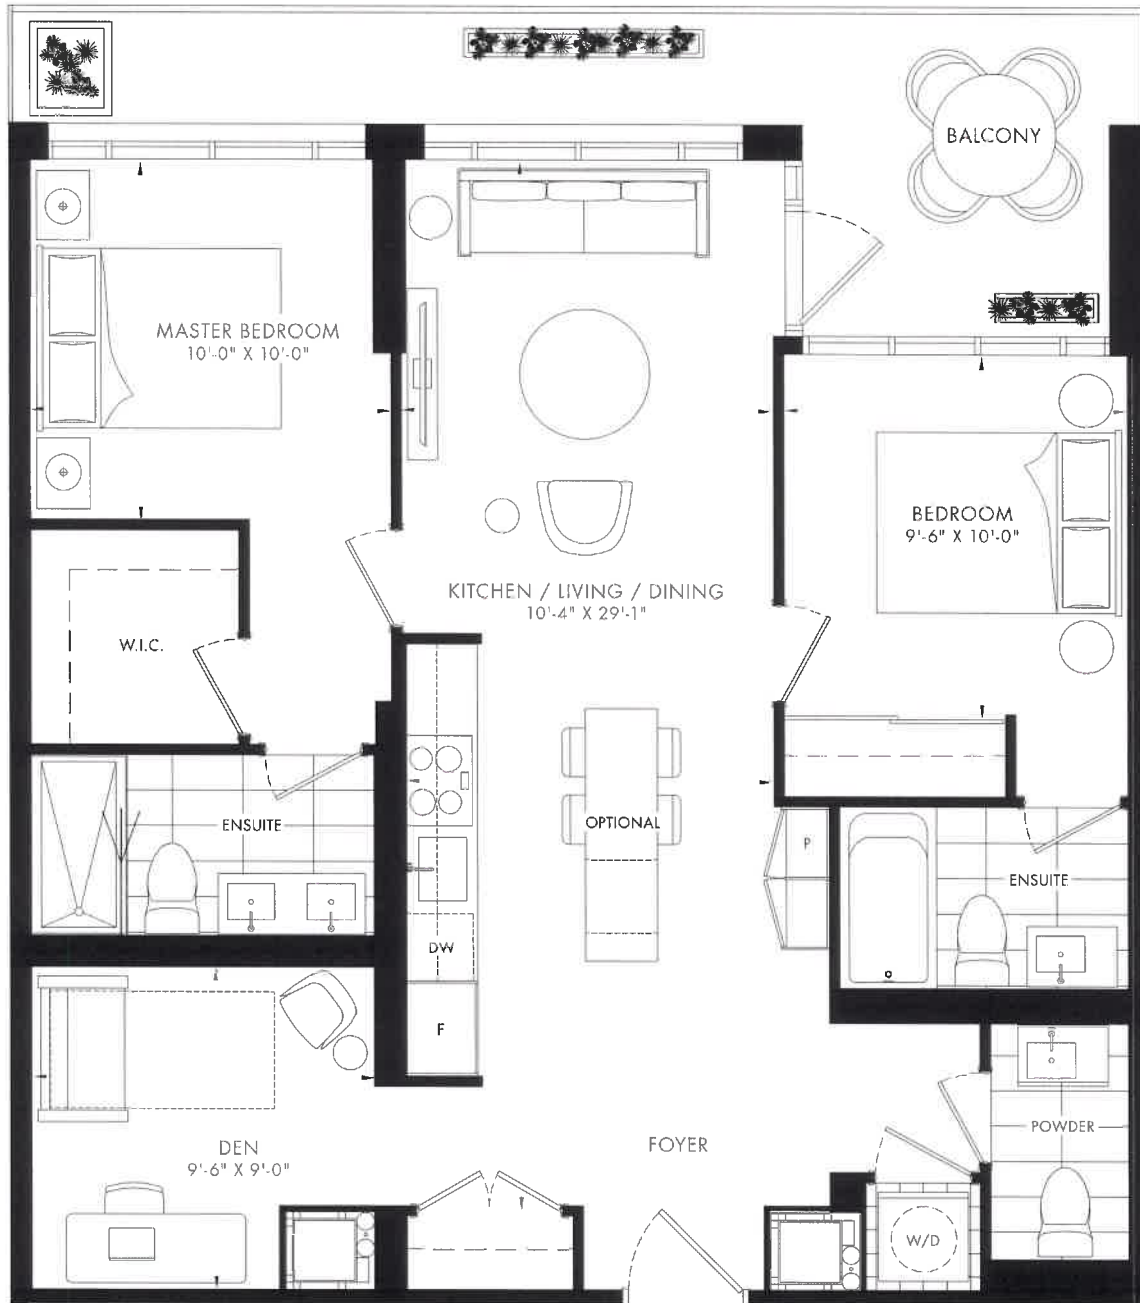 BALCONY
MASTER BEDROOM
10'-0" X 10'-0"
BEDROOM
9'-6" X 10'-0"
KITCHEN / LIVING / DINING
10'-4" X 29'-1"
W.I.C.
ENSUITE
OPTIONAL
P
ENSUITE
DW
F
POWDER
DEN
9'-6" X 9'-0"
FOYER
W/D